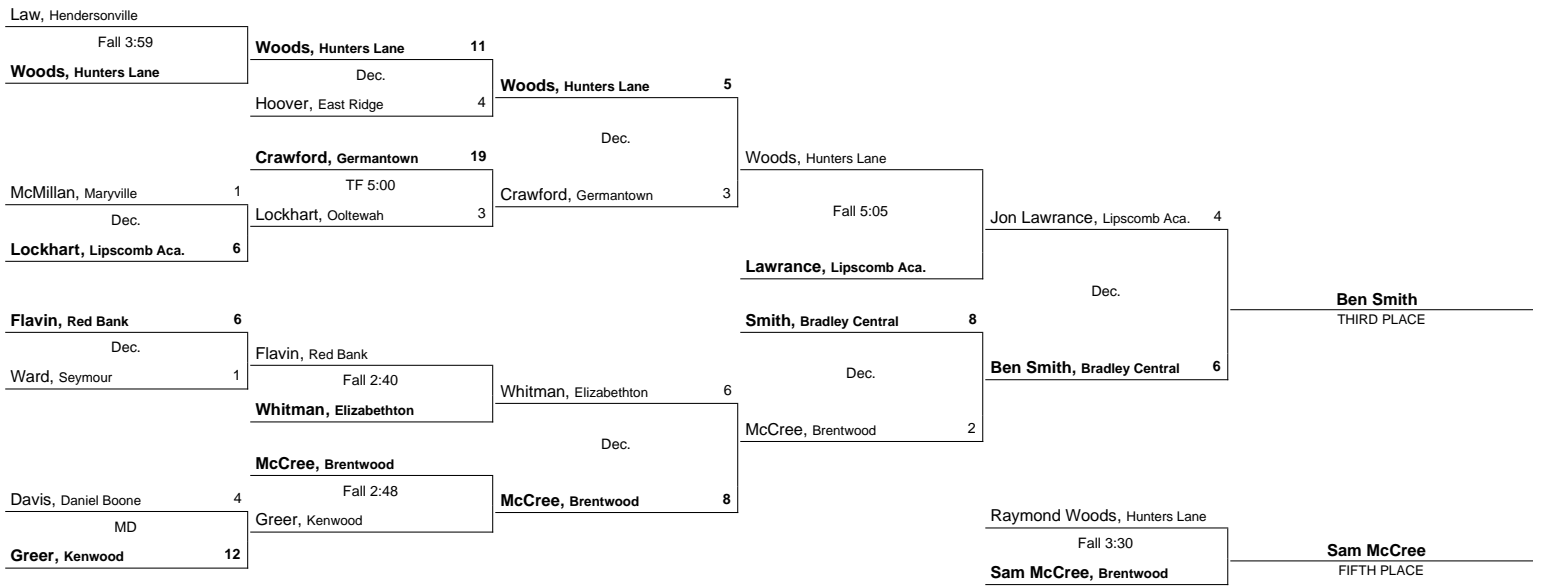 Law, Hendersonville
Fall 3:59
Woods, Hunters Lane
McMillan, Maryville 1
Dec.
Lockhart, Lipscomb Aca. 6
Flavin, Red Bank 6
Dec.
Ward, Seymour 1
Davis, Daniel Boone 4
MD
Greer, Kenwood 12
Woods, Hunters Lane 11
Dec.
Hoover, East Ridge 4
Crawford, Germantown 19
TF 5:00
Lockhart, Ooltewah 3
Flavin, Red Bank
Fall 2:40
Whitman, Elizabethton
McCree, Brentwood
Fall 2:48
Greer, Kenwood
Woods, Hunters Lane 5
Dec.
Crawford, Germantown 3
Whitman, Elizabethton 6
Dec.
McCree, Brentwood 8
Woods, Hunters Lane
Fall 5:05
Lawrance, Lipscomb Aca.
Smith, Bradley Central 8
Dec.
McCree, Brentwood 2
Jon Lawrance, Lipscomb Aca. 4
Dec.
Ben Smith, Bradley Central 6
Ben Smith
THIRD PLACE
Raymond Woods, Hunters Lane
Fall 3:30
Sam McCree, Brentwood
Sam McCree
FIFTH PLACE